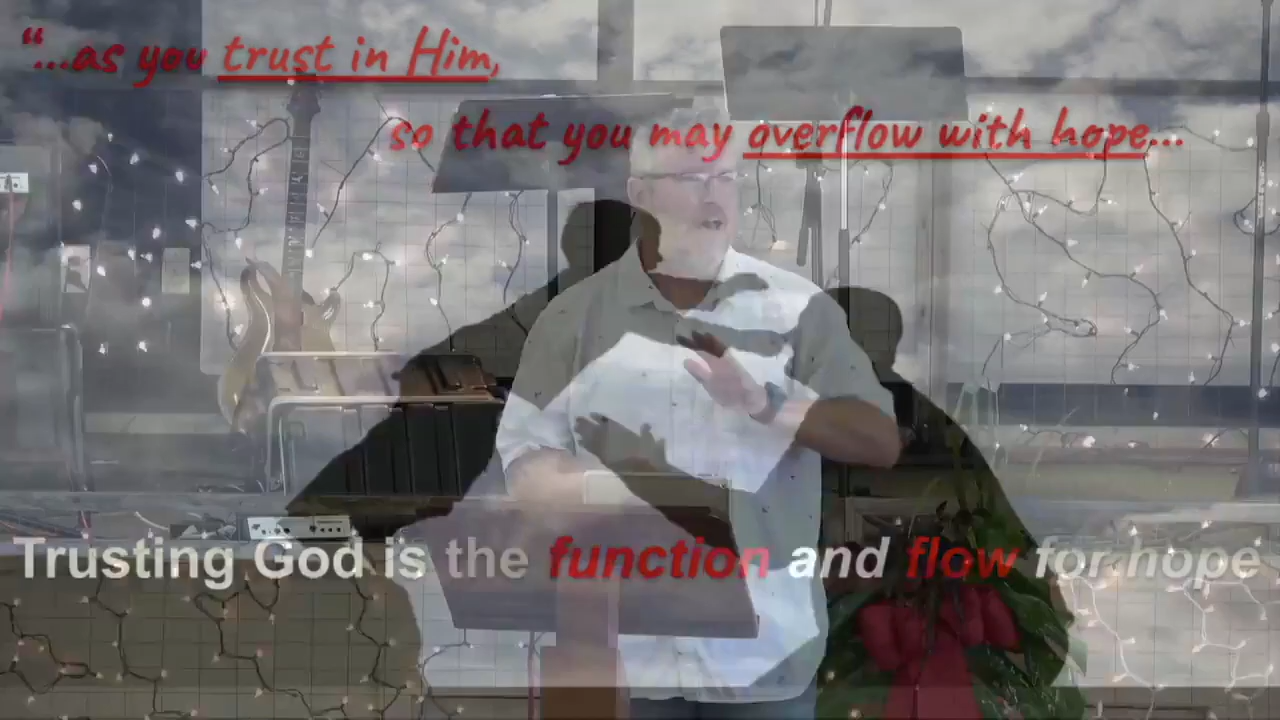 “...as you trust in Him,
so that you may overflow with hope...
Trusting God is the function and flow for hope